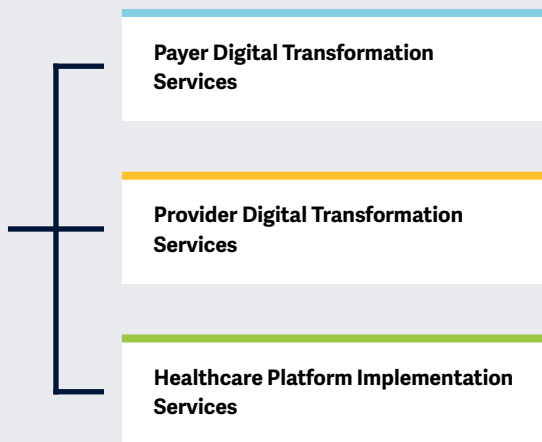 Payer Digital Transformation
Services
Provider Digital Transformation
Services
Healthcare Platform Implementation
Services